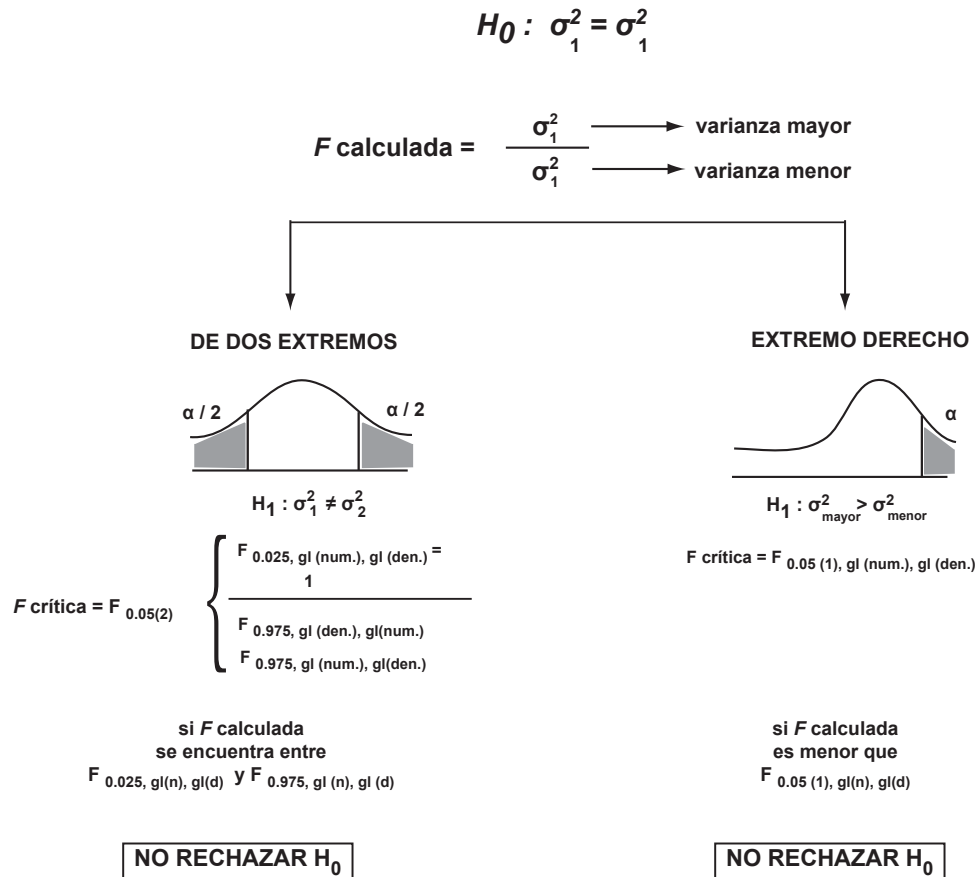 H0 : σ²₁ = σ²₁
F calculada = σ²₁ / σ²₁
varianza mayor
varianza menor
DE DOS EXTREMOS
α / 2
α / 2
H1 : σ²₁ ≠ σ²₂
F crítica = F 0.05(2)
F 0.025, gl (num.), gl (den.) =
1
F 0.975, gl (den.), gl(num.)
F 0.975, gl (num.), gl(den.)
si F calculada
se encuentra entre
F 0.025, gl(n), gl(d) y F 0.975, gl (n), gl (d)
NO RECHAZAR H0
EXTREMO DERECHO
α
H1 : σ² mayor > σ² menor
F crítica = F 0.05 (1), gl (num.), gl (den.)
si F calculada
es menor que
F 0.05 (1), gl(n), gl(d)
NO RECHAZAR H0